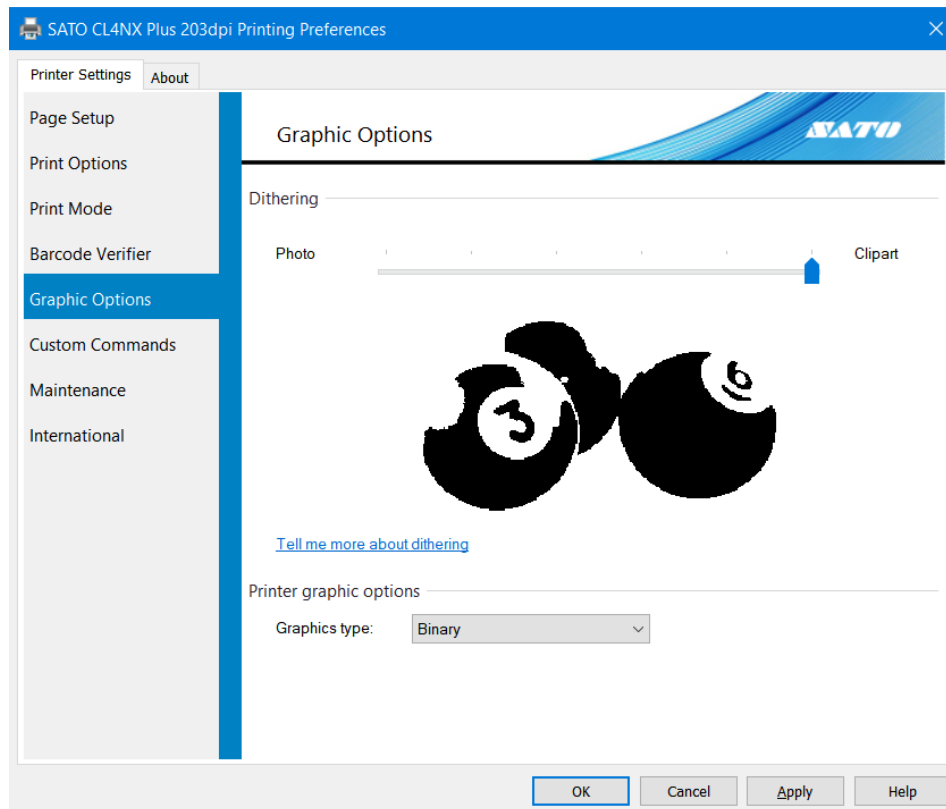 SATO CL4NX Plus 203dpi Printing Preferences
Printer Settings About
Page Setup
Print Options
Print Mode
Barcode Verifier
Graphic Options
Custom Commands
Maintenance
International
Graphic Options
SATO
Dithering
Photo Clipart
3 6
Tell me more about dithering
Printer graphic options
Graphics type: Binary
OK Cancel Apply Help